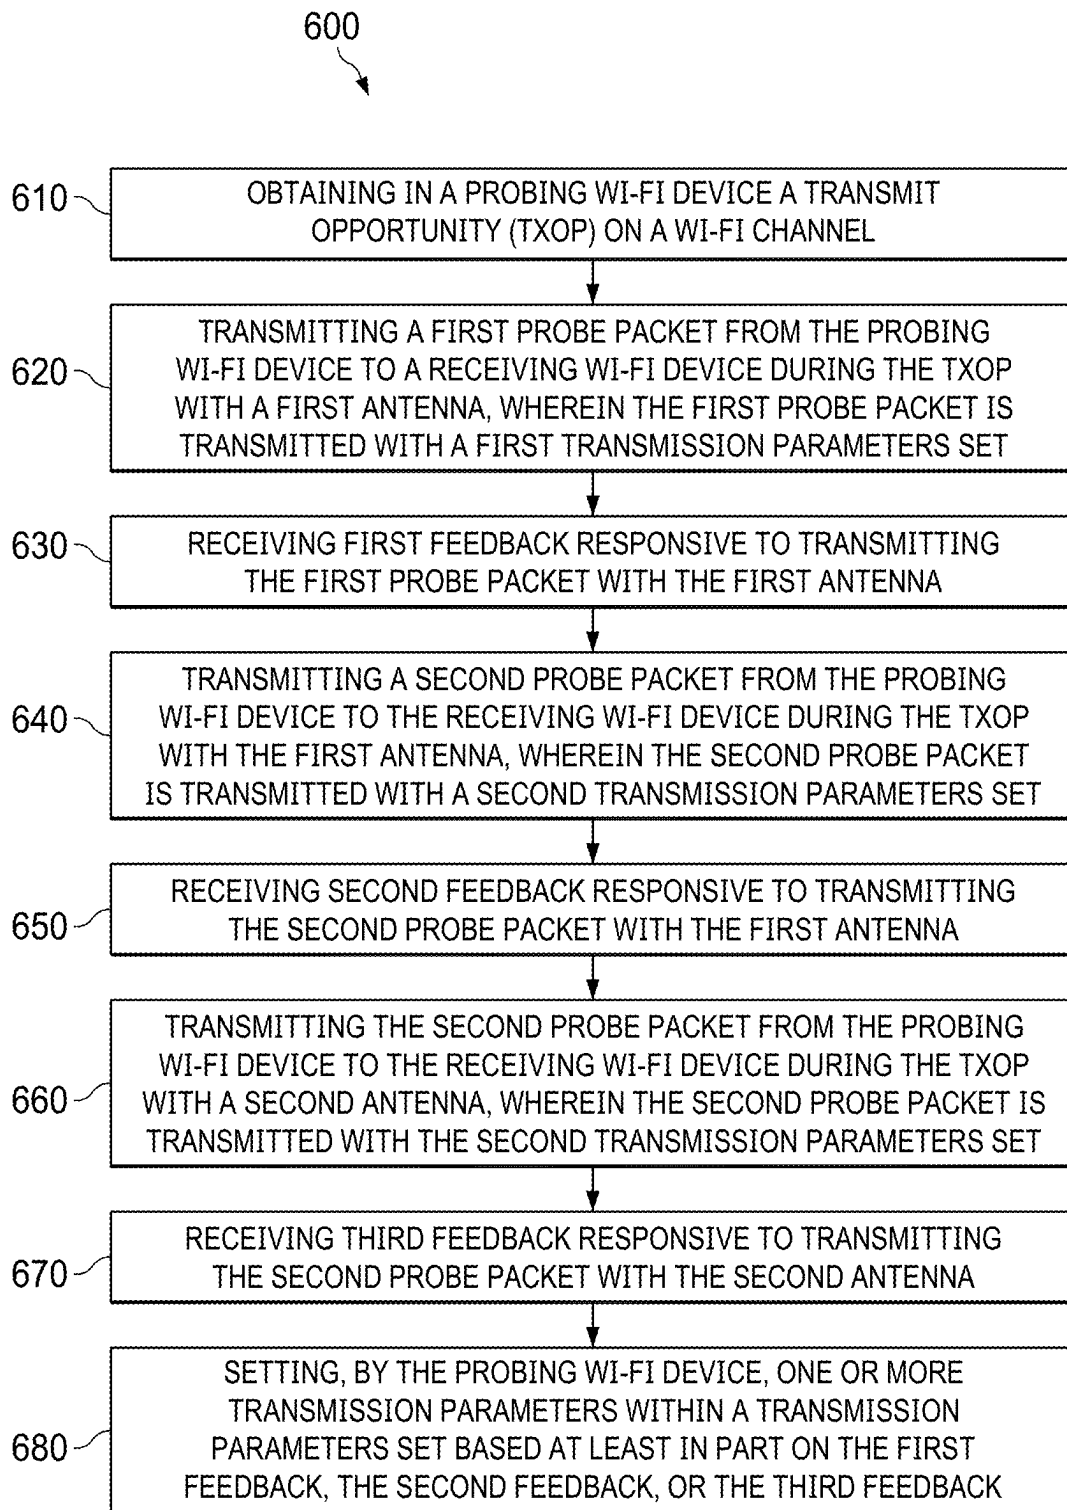 600
610
OBTAINING IN A PROBING WI-FI DEVICE A TRANSMIT
OPPORTUNITY (TXOP) ON A WI-FI CHANNEL
620
TRANSMITTING A FIRST PROBE PACKET FROM THE PROBING
WI-FI DEVICE TO A RECEIVING WI-FI DEVICE DURING THE TXOP
WITH A FIRST ANTENNA, WHEREIN THE FIRST PROBE PACKET IS
TRANSMITTED WITH A FIRST TRANSMISSION PARAMETERS SET
630
RECEIVING FIRST FEEDBACK RESPONSIVE TO TRANSMITTING
THE FIRST PROBE PACKET WITH THE FIRST ANTENNA
640
TRANSMITTING A SECOND PROBE PACKET FROM THE PROBING
WI-FI DEVICE TO THE RECEIVING WI-FI DEVICE DURING THE TXOP
WITH THE FIRST ANTENNA, WHEREIN THE SECOND PROBE PACKET
IS TRANSMITTED WITH A SECOND TRANSMISSION PARAMETERS SET
650
RECEIVING SECOND FEEDBACK RESPONSIVE TO TRANSMITTING
THE SECOND PROBE PACKET WITH THE FIRST ANTENNA
660
TRANSMITTING THE SECOND PROBE PACKET FROM THE PROBING
WI-FI DEVICE TO THE RECEIVING WI-FI DEVICE DURING THE TXOP
WITH A SECOND ANTENNA, WHEREIN THE SECOND PROBE PACKET IS
TRANSMITTED WITH THE SECOND TRANSMISSION PARAMETERS SET
670
RECEIVING THIRD FEEDBACK RESPONSIVE TO TRANSMITTING
THE SECOND PROBE PACKET WITH THE SECOND ANTENNA
680
SETTING, BY THE PROBING WI-FI DEVICE, ONE OR MORE
TRANSMISSION PARAMETERS WITHIN A TRANSMISSION
PARAMETERS SET BASED AT LEAST IN PART ON THE FIRST
FEEDBACK, THE SECOND FEEDBACK, OR THE THIRD FEEDBACK